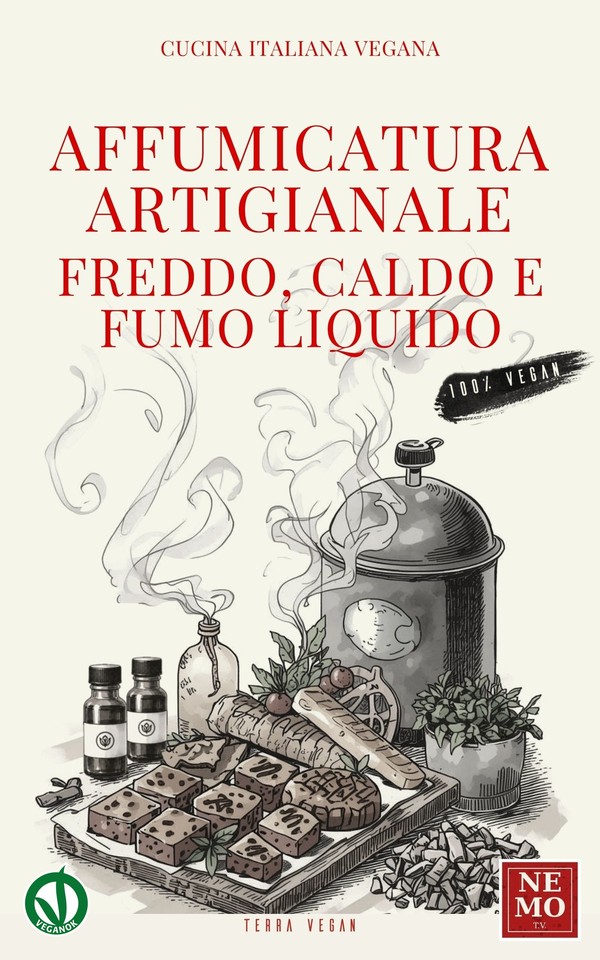 CUCINA ITALIANA VEGANA
AFFUMICATURA
ARTIGIANALE
FREDDO, CALDO E
FUMO LIQUIDO
100% VEGAN
VEGANOK
TERRA VEGAN
NE
MO
T.V.